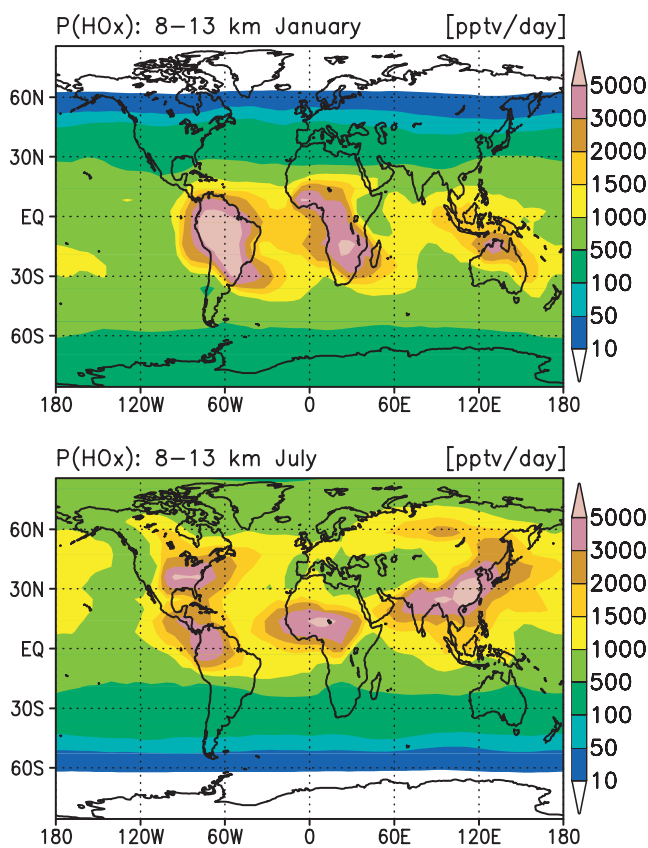 P(HOx): 8−13 km January [pptv/day]
5000
60N 3000
2000
30N 1500
EQ 1000
500
30S 100
50
60S 10
180 120W 60W 0 60E 120E 180
P(HOx): 8−13 km July [pptv/day]
5000
60N 3000
2000
30N 1500
EQ 1000
500
30S 100
50
60S 10
180 120W 60W 0 60E 120E 180